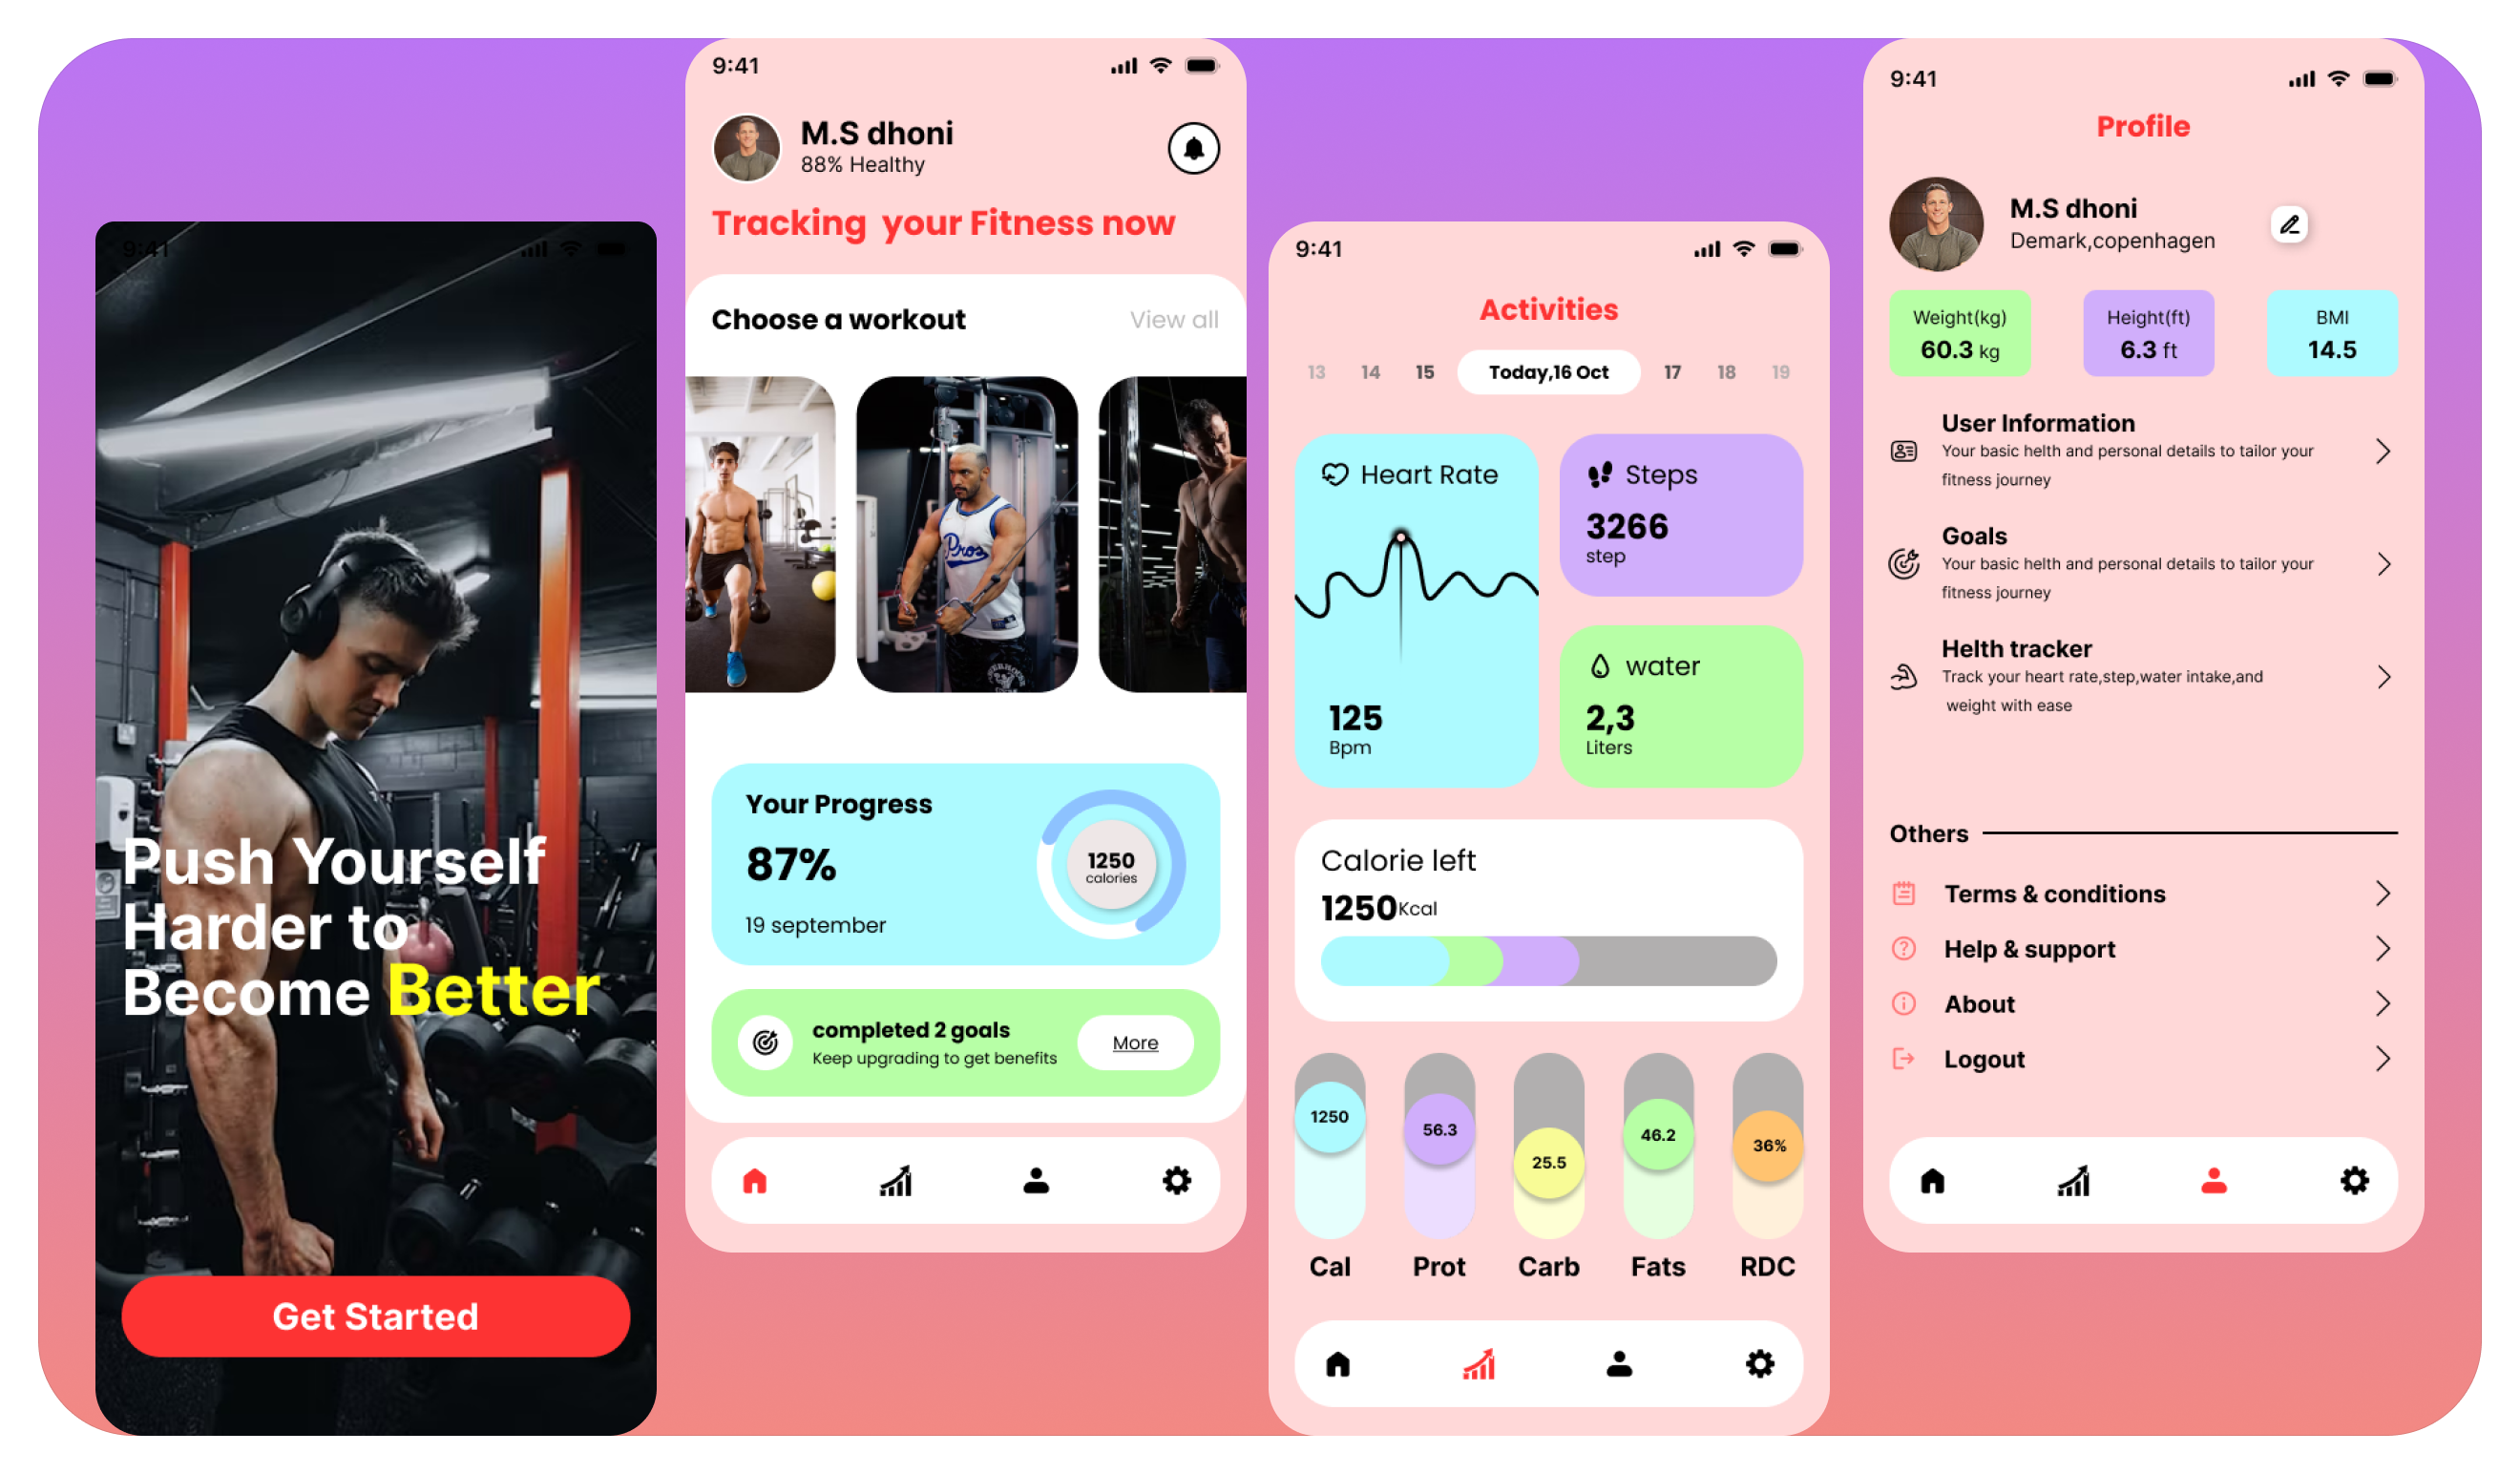 9:41
Push Yourself
Harder to
Become Better
Get Started
9:41
M.S dhoni
88% Healthy
Tracking your Fitness now
Choose a workout View all
Pros
Your Progress
87%
19 september
1250
calories
completed 2 goals
Keep upgrading to get benefits
More
9:41
Activities
13 14 15 Today,16 Oct 17 18 19
Heart Rate
125
Bpm
Steps
3266
step
water
2,3
Liters
Calorie left
1250Kcal
1250 56.3 25.5 46.2 36%
Cal Prot Carb Fats RDC
9:41
Profile
M.S dhoni
Demark,copenhagen
Weight(kg)
60.3 kg
Height(ft)
6.3 ft
BMI
14.5
User Information
Your basic helth and personal details to tailor your
fitness journey
Goals
Your basic helth and personal details to tailor your
fitness journey
Helth tracker
Track your heart rate,step,water intake,and
weight with ease
Others
Terms & conditions
Help & support
About
Logout